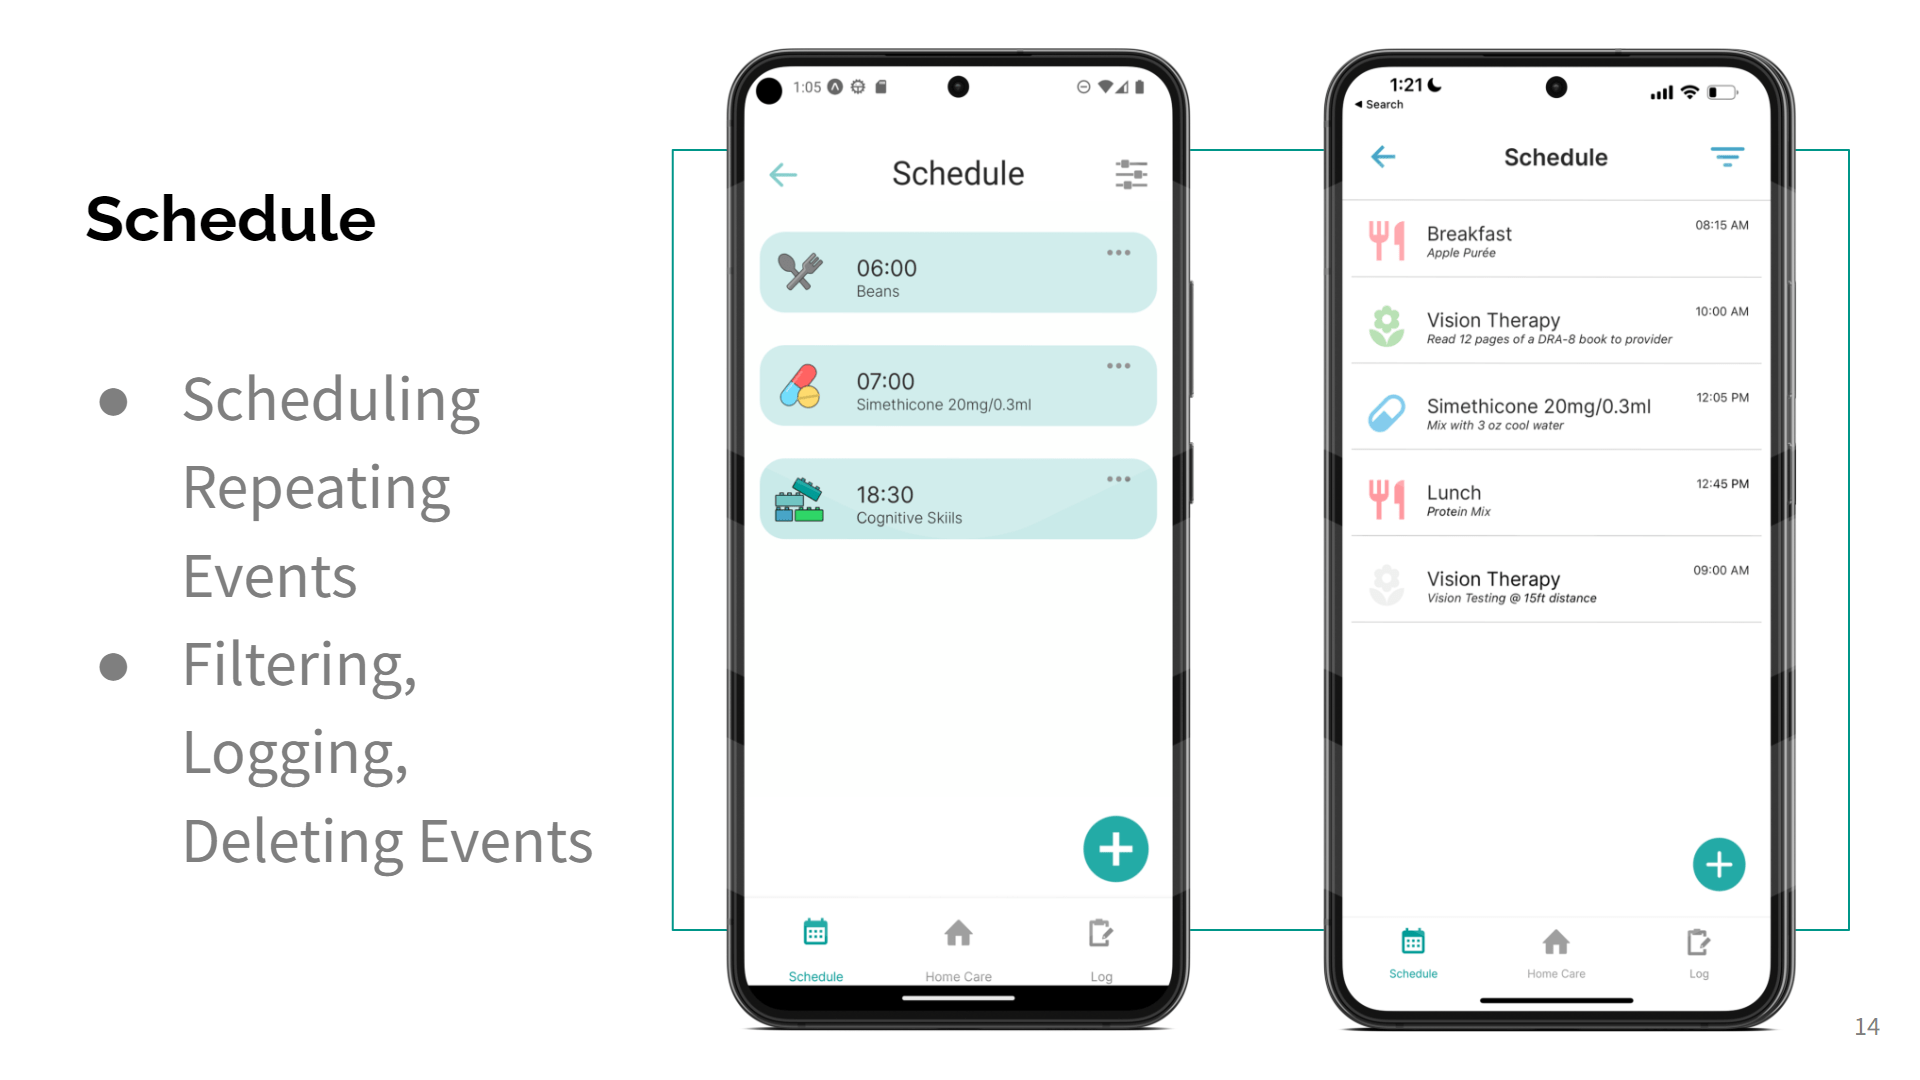 Schedule
● Scheduling
Repeating
Events
● Filtering,
Logging,
Deleting Events
1:05
Schedule
06:00
Beans
07:00
Simethicone 20mg/0.3ml
18:30
Cognitive Skiils
Schedule
Home Care
Log
1:21
Search
Schedule
Breakfast
08:15 AM
Apple Purée
Vision Therapy
10:00 AM
Read 12 pages of a DRA-8 book to provider
Simethicone 20mg/0.3ml
12:05 PM
Mix with 3 oz cool water
Lunch
12:45 PM
Protein Mix
Vision Therapy
09:00 AM
Vision Testing @ 15ft distance
Schedule
Home Care
Log
14